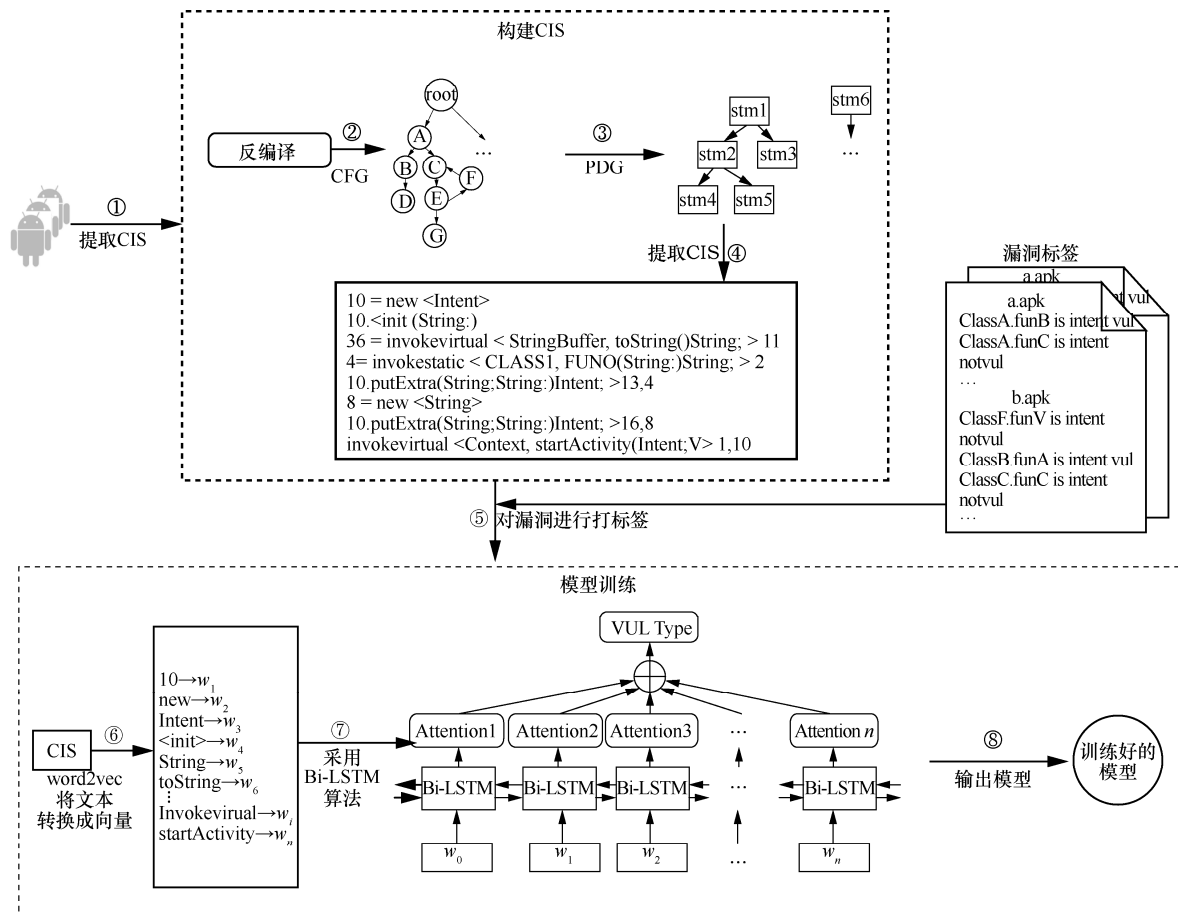 构建CIS
root
A
B
C
D
E
F
G
…
反编译
②
CFG
③
PDG
stm1
stm2
stm3
stm4
stm5
stm6
…
①
提取CIS
提取CIS ④
10 = new <Intent>
10.<init (String:)
36 = invokevirtual < StringBuffer, toString()String; > 11
4= invokestatic < CLASS1, FUNO(String:)String; > 2
10.putExtra(String;String:)Intent; >13,4
8 = new <String>
10.putExtra(String;String:)Intent; >16,8
invokevirtual <Context, startActivity(Intent;V> 1,10
漏洞标签
a.apk
nt vul
a.apk
ClassA.funB is intent vul
ClassA.funC is intent
notvul
…
b.apk
ClassF.funV is intent
notvul
ClassB.funA is intent vul
ClassC.funC is intent
notvul
…
⑤ 对漏洞进行打标签
模型训练
VUL Type
Attention1
Attention2
Attention3
…
Attention n
Bi-LSTM
Bi-LSTM
Bi-LSTM
…
Bi-LSTM
w0
w1
w2
…
wn
CIS
⑥
word2vec
将文本
转换成向量
10→w1
new→w2
Intent→w3
<init>→w4
String→w5
toString→w6
⋮
Invokevirual→wi
startActivity→wn
⑦
采用
Bi-LSTM
算法
⑧
输出模型
训练好的
模型